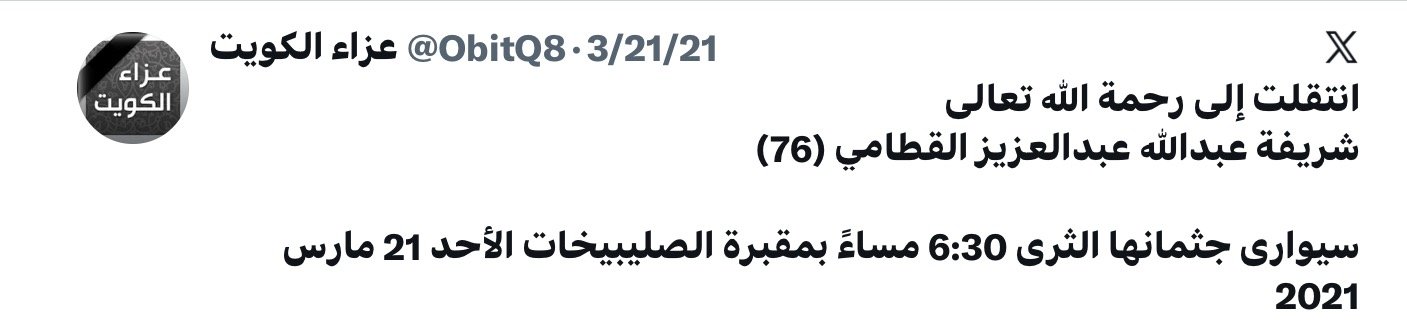 عزاء الكويت @ObitQ8 · 3/21/21
عزاء
الكويت
انتقلت إلى رحمة الله تعالى
شريفة عبدالله عبدالعزيز القطامي (76)
سيوارى جثمانها الثرى 6:30 مساءً بمقبرة الصليبيخات الأحد 21 مارس
2021